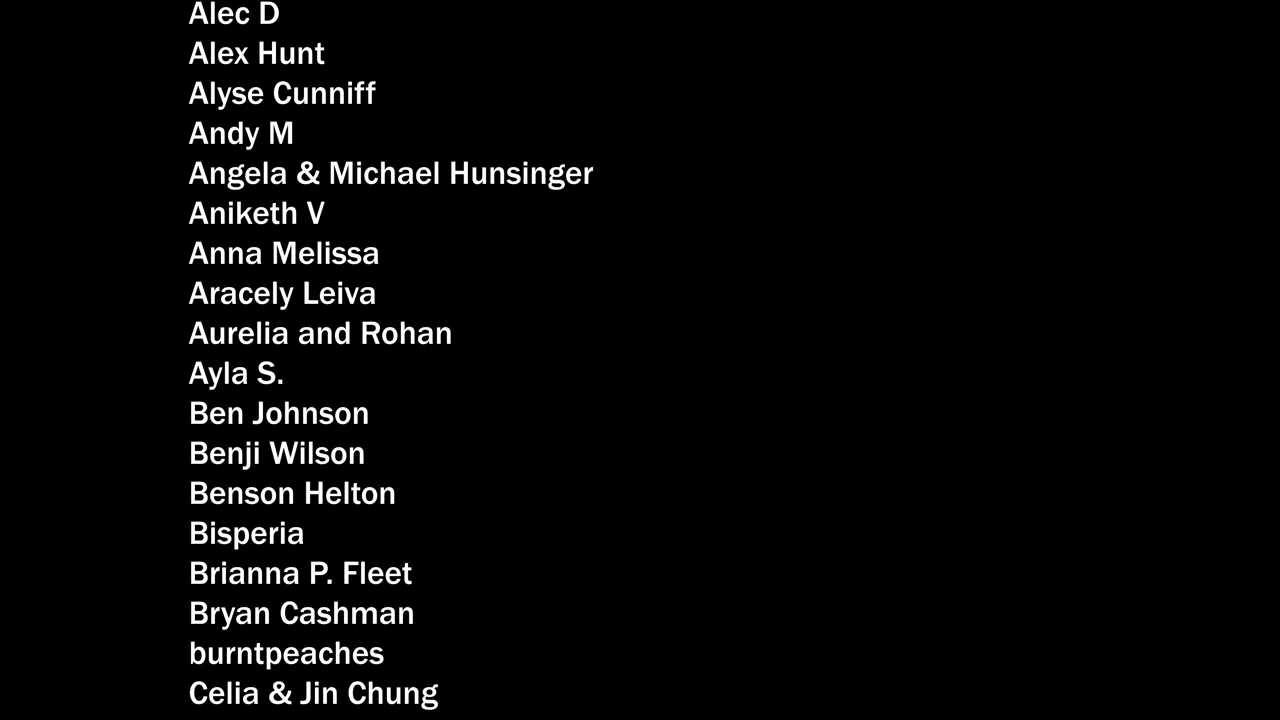 Alec D
Alex Hunt
Alyse Cunniff
Andy M
Angela & Michael Hunsinger
Aniketh V
Anna Melissa
Aracely Leiva
Aurelia and Rohan
Ayla S.
Ben Johnson
Benji Wilson
Benson Helton
Bisperia
Brianna P. Fleet
Bryan Cashman
burntpeaches
Celia & Jin Chung